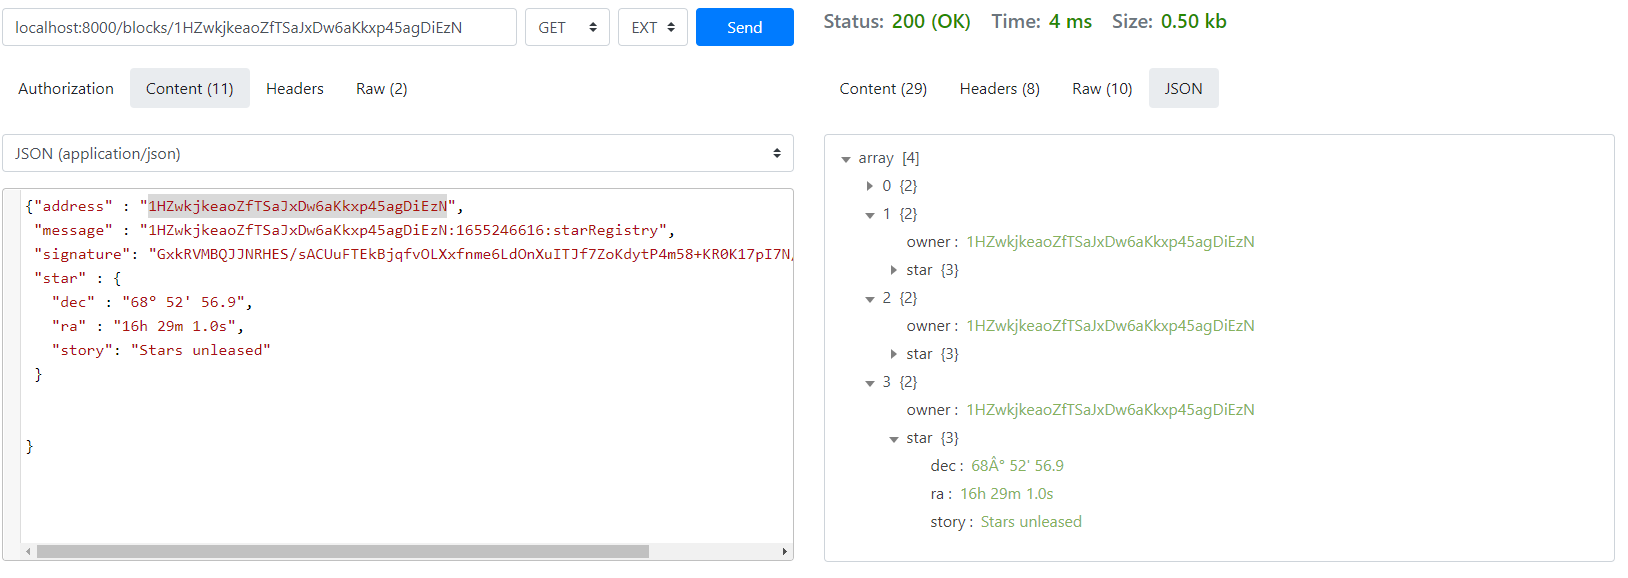 localhost:8000/blocks/1HZwkjkeaoZfTSaJxDw6aKkxp45agDiEzN GET EXT Send
Authorization Content (11) Headers Raw (2)
JSON (application/json)
{"address" : "1HZwkjkeaoZfTSaJxDw6aKkxp45agDiEzN",
"message" : "1HZwkjkeaoZfTSaJxDw6aKkxp45agDiEzN:1655246616:starRegistry",
"signature": "GxkRVMBQJJNRHES/sACUuFTEkBjqfvOLXxfnme6LdOnXuITJf7ZoKdytP4m58+KR0K17pI7N/
"star" : {
"dec" : "68° 52' 56.9",
"ra" : "16h 29m 1.0s",
"story": "Stars unleased"
}
}
Status: 200 (OK) Time: 4 ms Size: 0.50 kb
Content (29) Headers (8) Raw (10) JSON
array [4]
0 {2}
1 {2}
owner : 1HZwkjkeaoZfTSaJxDw6aKkxp45agDiEzN
star {3}
2 {2}
owner : 1HZwkjkeaoZfTSaJxDw6aKkxp45agDiEzN
star {3}
3 {2}
owner : 1HZwkjkeaoZfTSaJxDw6aKkxp45agDiEzN
star {3}
dec : 68Â° 52' 56.9
ra : 16h 29m 1.0s
story : Stars unleased